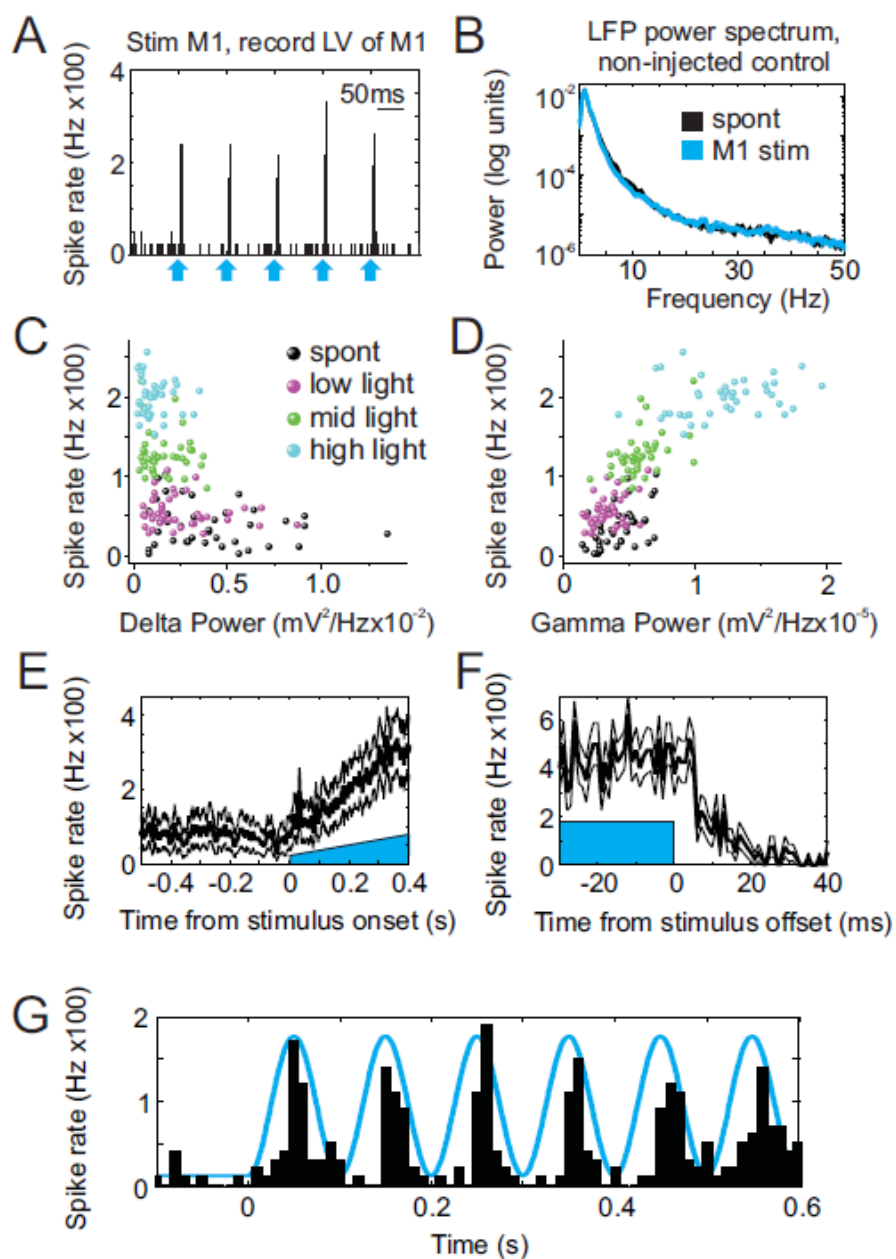 A
Stim M1, record LV of M1
Spike rate (Hz x100)
4
2
0
50ms
B
LFP power spectrum,
non-injected control
Power (log units)
10-2
10-4
10-6
spont
M1 stim
10
30
50
Frequency (Hz)
C
Spike rate (Hz x100)
2
1
0
spont
low light
mid light
high light
0
0.5
1.0
Delta Power (mV2/Hzx10-2)
D
Spike rate (Hz x100)
2
1
0
0
1
2
Gamma Power (mV2/Hzx10-5)
E
Spike rate (Hz x100)
4
2
0
-0.4
-0.2
0
0.2
0.4
Time from stimulus onset (s)
F
Spike rate (Hz x100)
6
4
2
0
-20
0
20
40
Time from stimulus offset (ms)
G
Spike rate (Hz x100)
2
1
0
0
0.2
0.4
0.6
Time (s)